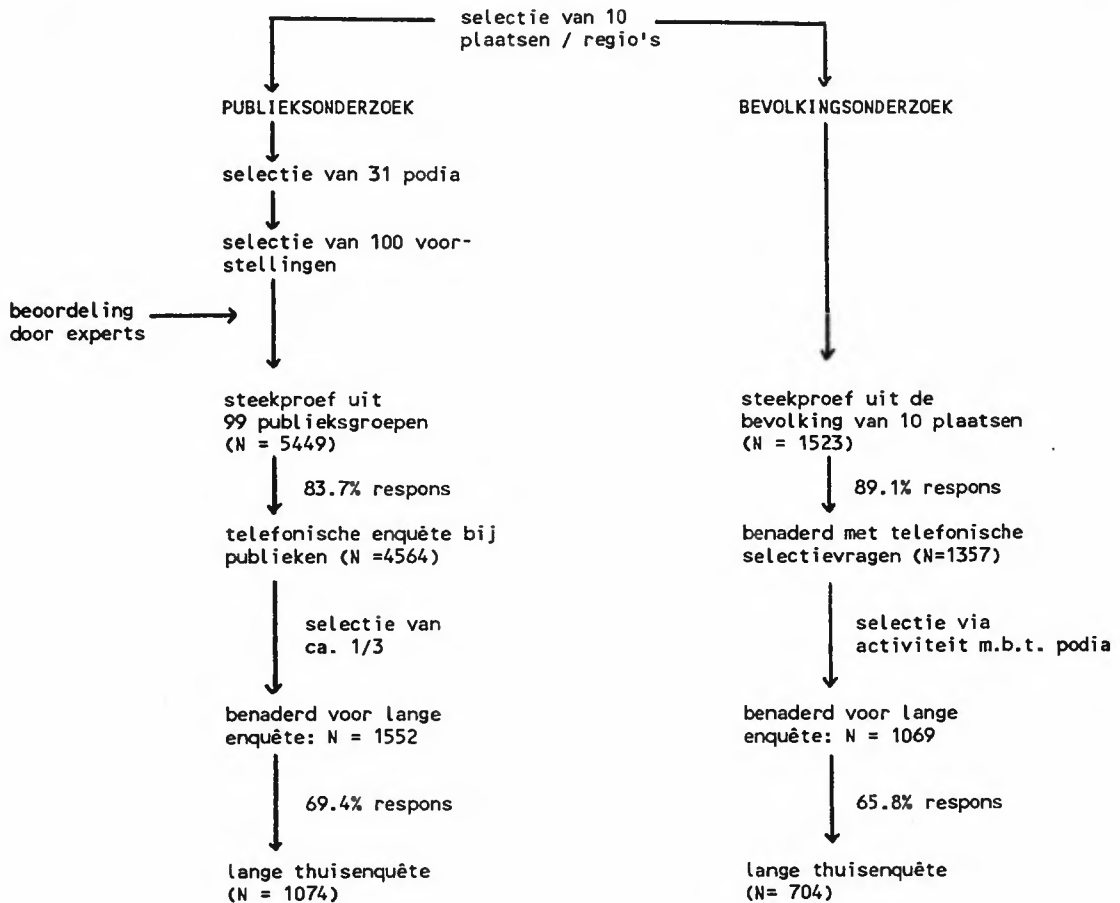 selectie van 10
plaatsen / regio's
PUBLIEKSONDERZOEK
selectie van 31 podia
selectie van 100 voor-
stellingen
beoordeling
door experts
steekproef uit
99 publieksgroepen
(N = 5449)
83.7% respons
telefonische enquête bij
publieken (N =4564)
selectie van
ca. 1/3
benaderd voor lange
enquête: N = 1552
69.4% respons
lange thuisenquête
(N = 1074)
BEVOLKINGSONDERZOEK
steekproef uit de
bevolking van 10 plaatsen
(N = 1523)
89.1% respons
benaderd met telefonische
selectievragen (N=1357)
selectie via
activiteit m.b.t. podia
benaderd voor lange
enquête: N = 1069
65.8% respons
lange thuisenquête
(N= 704)